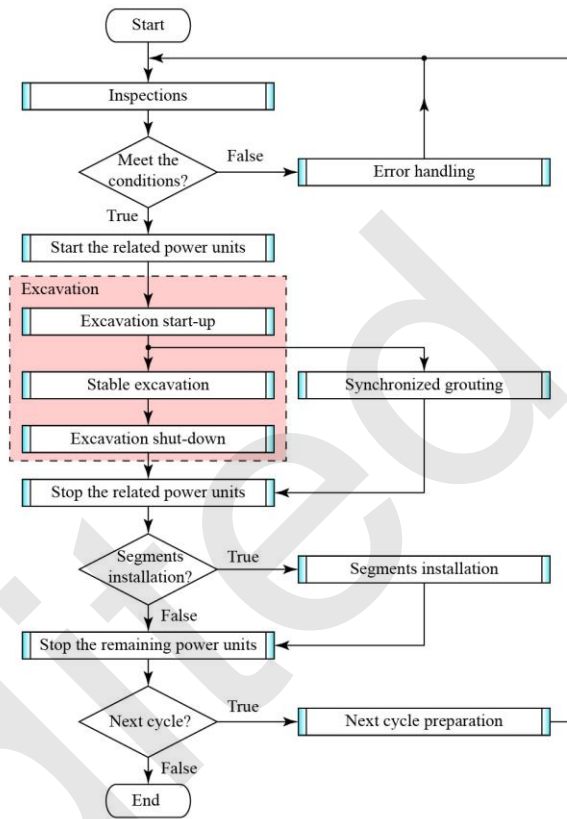 Start
Inspections
Meet the
conditions?
False
Error handling
True
Start the related power units
Excavation
Excavation start-up
Stable excavation
Synchronized grouting
Excavation shut-down
Stop the related power units
Segments
installation?
True
Segments installation
False
Stop the remaining power units
Next cycle?
True
Next cycle preparation
False
End
dited